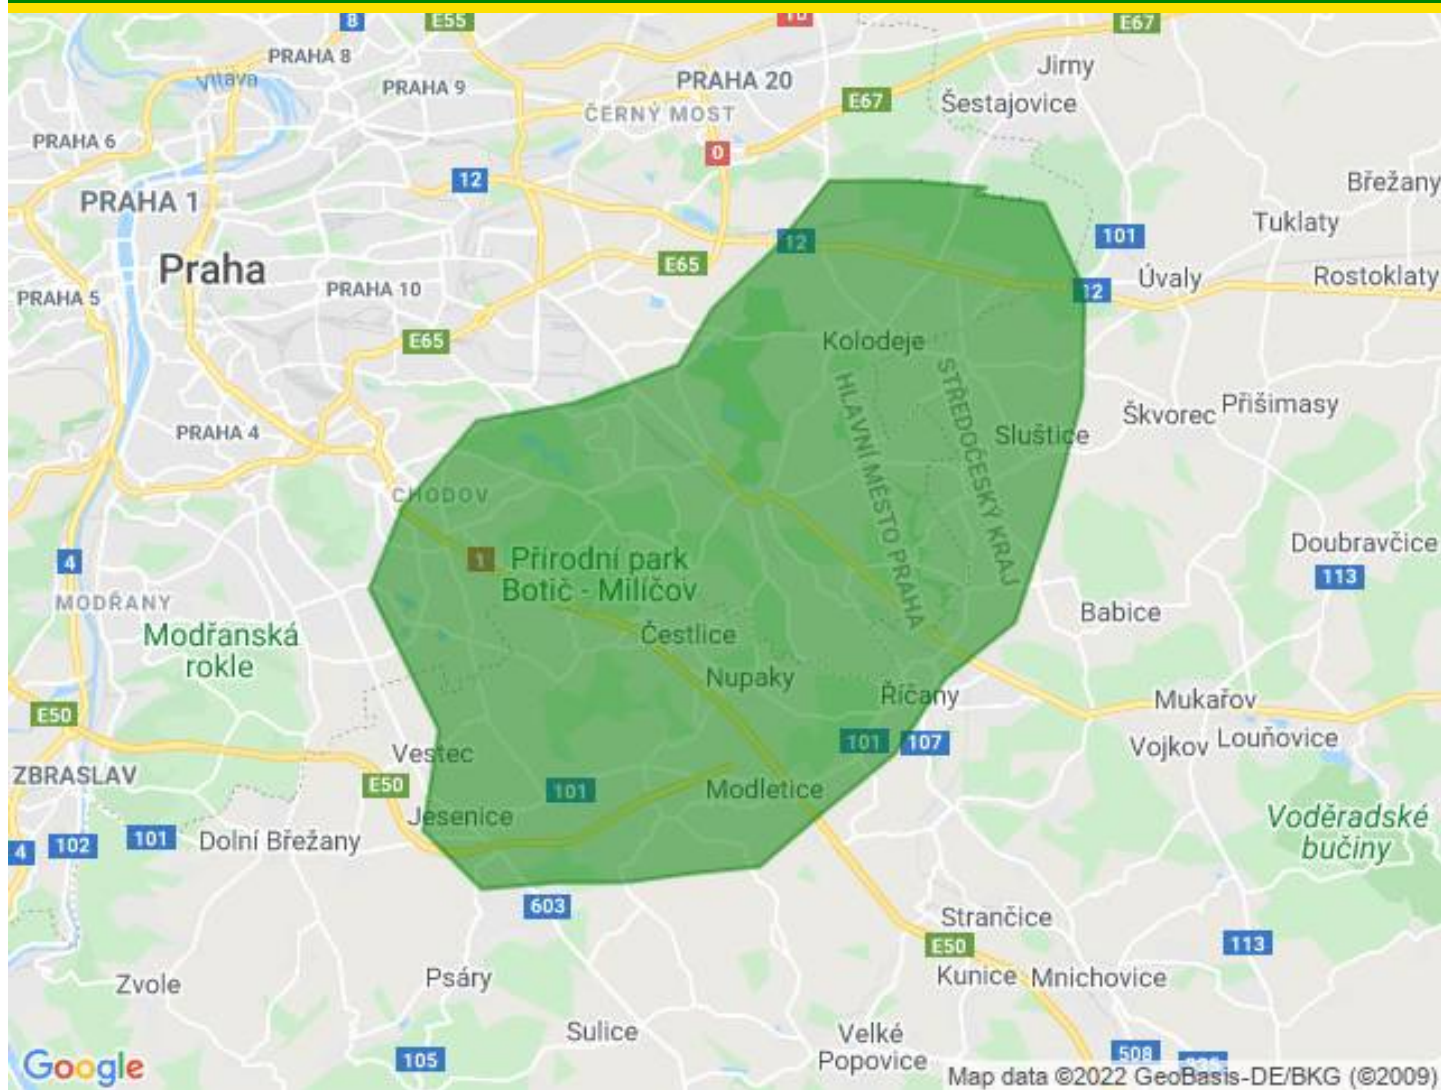 8
E55
10
E67
PRAHA 8
Jirny
Vltava
PRAHA 9
PRAHA 20
E67
Šestajovice
ČERNÝ MOST
PRAHA 6
0
12
Břežany
PRAHA 1
Tuklaty
12
101
Praha
E65
Úvaly
Rostoklaty
PRAHA 5
PRAHA 10
12
E65
Kolodeje
HLAVNÍ MĚSTO PRAHA
STŘEDOČESKÝ KRAJ
Škvorec
Přišimasy
PRAHA 4
Sluštice
CHODOV
Doubravčice
4
1
Přírodní park
Botič - Milíčov
113
MODŘANY
Babice
Modřanská
rokle
Čestlice
Nupaky
Říčany
Mukařov
E50
101
107
Vojkov
Louňovice
Vestec
ZBRASLAV
E50
101
Modletice
Jesenice
Voděradské
bučiny
4
102
101
Dolní Břežany
603
Strančice
E50
113
Zvole
Psáry
Kunice
Mnichovice
Sulice
Velké
Popovice
Google
105
508
Map data ©2022 GeoBasis-DE/BKG (©2009)